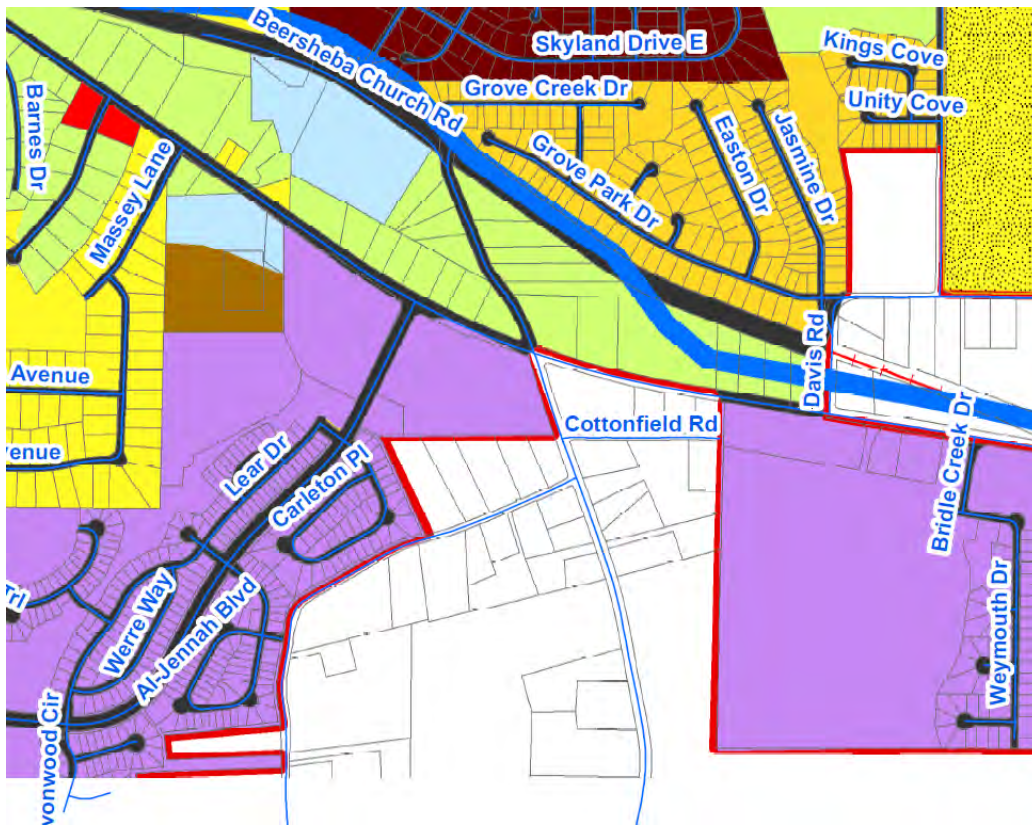 Skyland Drive E
Kings Cove
Beersheba Church Rd
Grove Creek Dr
Unity Cove
Barnes Dr
Massey Lane
Grove Park Dr
Easton Dr
Jasmine Dr
Davis Rd
Avenue
Cottonfield Rd
venue
Lear Dr
Carleton Pl
Bridle Creek Dr
Trl
Werre Way
Al-Jennah Blvd
Weymouth Dr
vonwood Cir